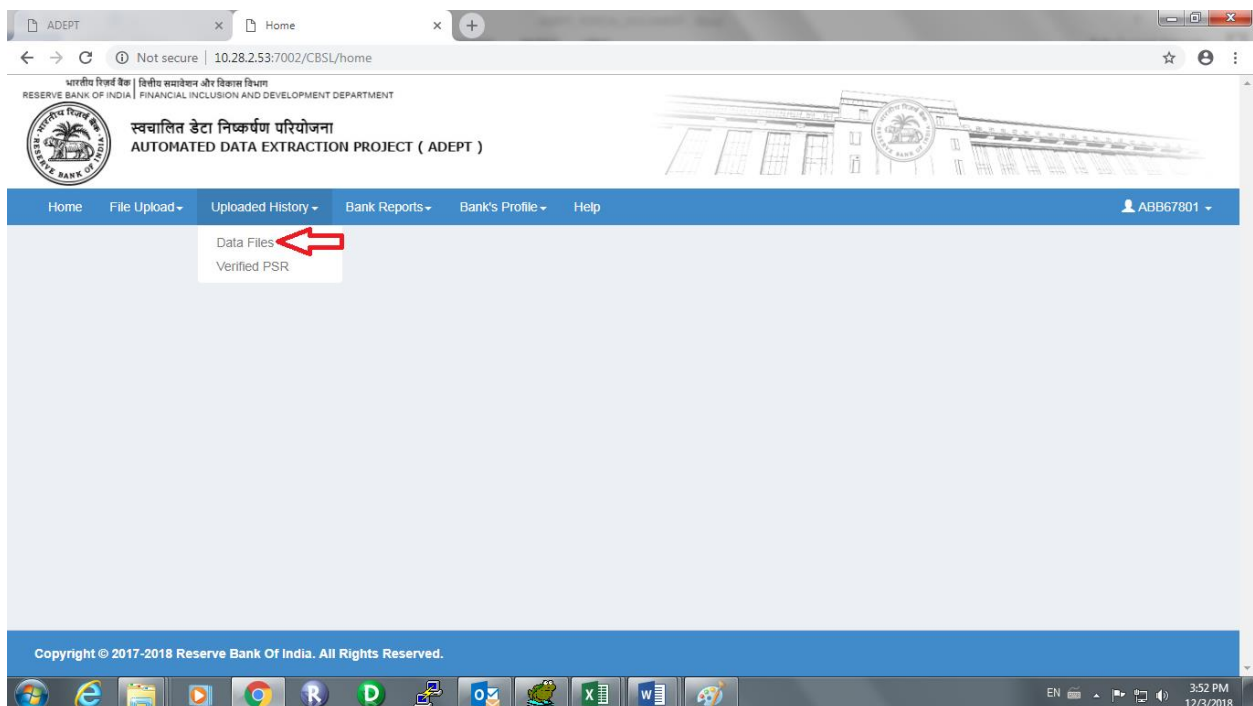 ADEPT
Home
Not secure | 10.28.2.53:7002/CBSL/home
भारतीय रिज़र्व बैंक | वित्तीय समावेशन और विकास विभाग
RESERVE BANK OF INDIA | FINANCIAL INCLUSION AND DEVELOPMENT DEPARTMENT
स्वचालित डेटा निष्कर्षण परियोजना
AUTOMATED DATA EXTRACTION PROJECT ( ADEPT )
Home File Upload Uploaded History Bank Reports Bank's Profile Help ABB67801
Data Files
Verified PSR
Copyright © 2017-2018 Reserve Bank Of India. All Rights Reserved.
EN
3:52 PM
12/3/2018